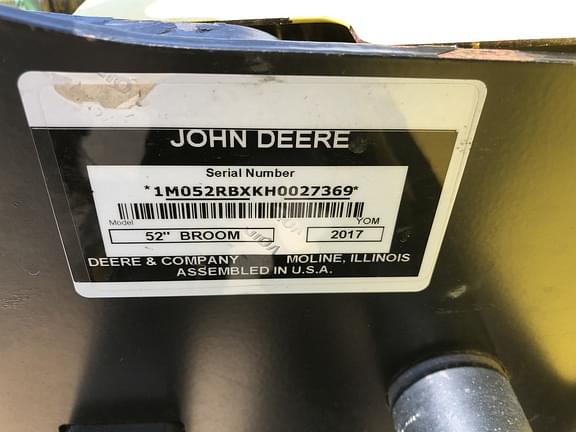 JOHN DEERE
Serial Number
*1M052RBXKH0027369*
Model YOM
52" BROOM 2017
DEERE & COMPANY MOLINE, ILLINOIS
ASSEMBLED IN U.S.A.